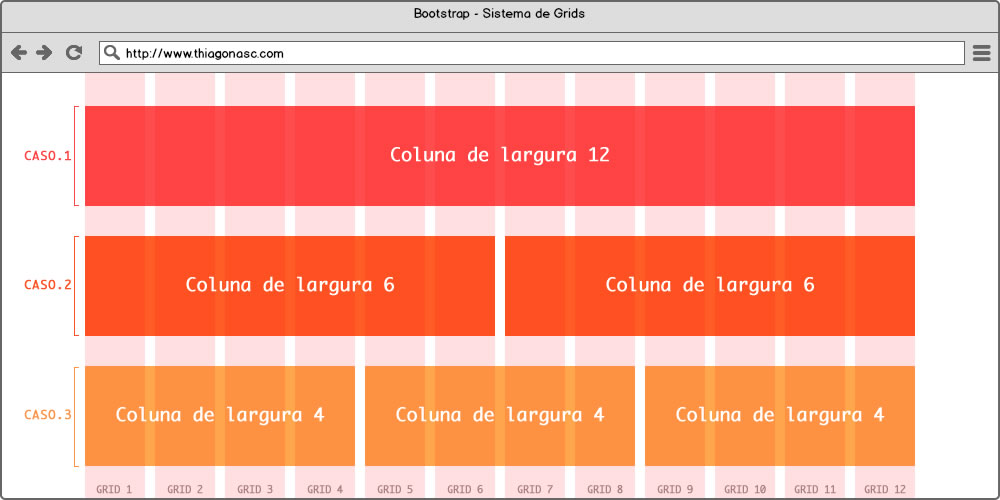 Bootstrap - Sistema de Grids
http://www.thiagonasc.com
CASO.1
Coluna de largura 12
CASO.2
Coluna de largura 6
Coluna de largura 6
CASO.3
Coluna de largura 4
Coluna de largura 4
Coluna de largura 4
GRID 1
GRID 2
GRID 3
GRID 4
GRID 5
GRID 6
GRID 7
GRID 8
GRID 9
GRID 10
GRID 11
GRID 12